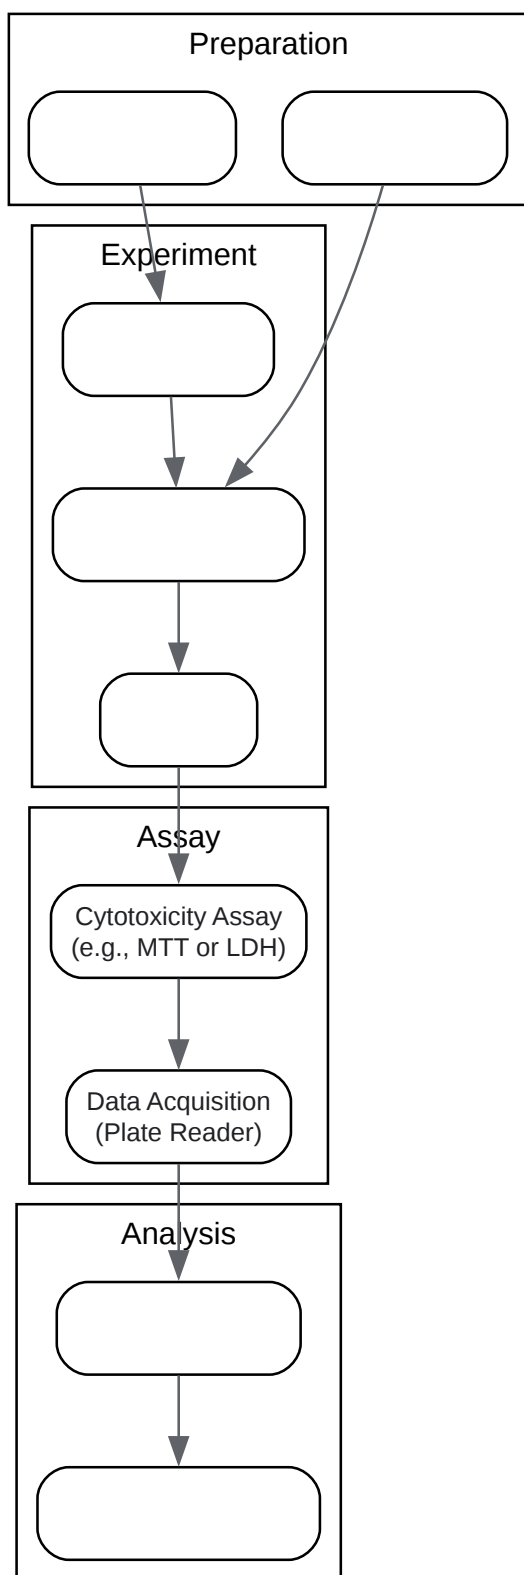 Preparation
Experiment
Assay
Cytotoxicity Assay
(e.g., MTT or LDH)
Data Acquisition
(Plate Reader)
Analysis